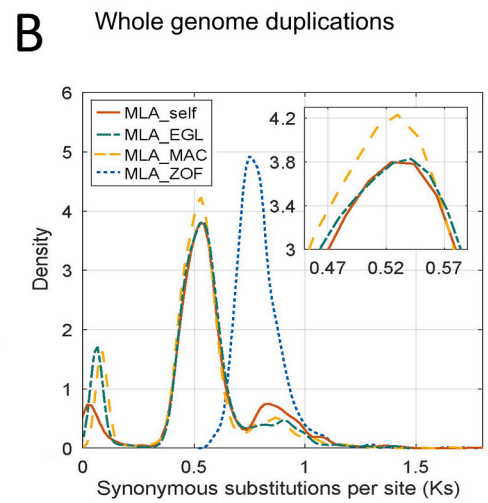 B
Whole genome duplications
6
5
4
3
2
1
0
Density
MLA_self
MLA_EGL
MLA_MAC
MLA_ZOF
4.2
3.8
3.4
3
0.47 0.52 0.57
0 0.5 1 1.5
Synonymous substitutions per site (Ks)